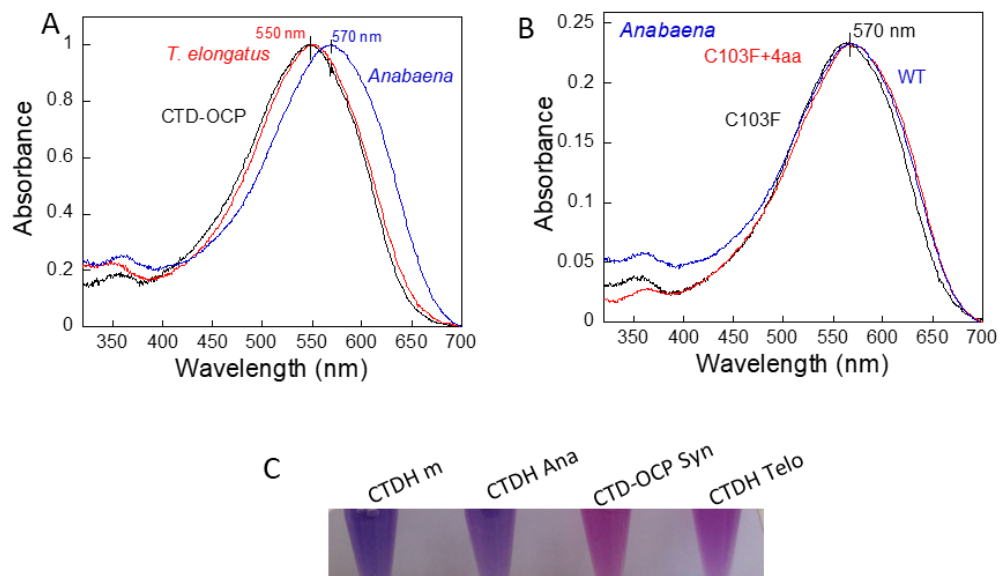 A
550 nm 570 nm
T. elongatus
Anabaena
CTD-OCP
Absorbance
1
0.8
0.6
0.4
0.2
0
350 400 450 500 550 600 650 700
Wavelength (nm)
B
Anabaena
570 nm
C103F+4aa
WT
C103F
Absorbance
0.25
0.2
0.15
0.1
0.05
0
350 400 450 500 550 600 650 700
Wavelength (nm)
C
CTDH m
CTDH Ana
CTD-OCP Syn
CTDH Telo